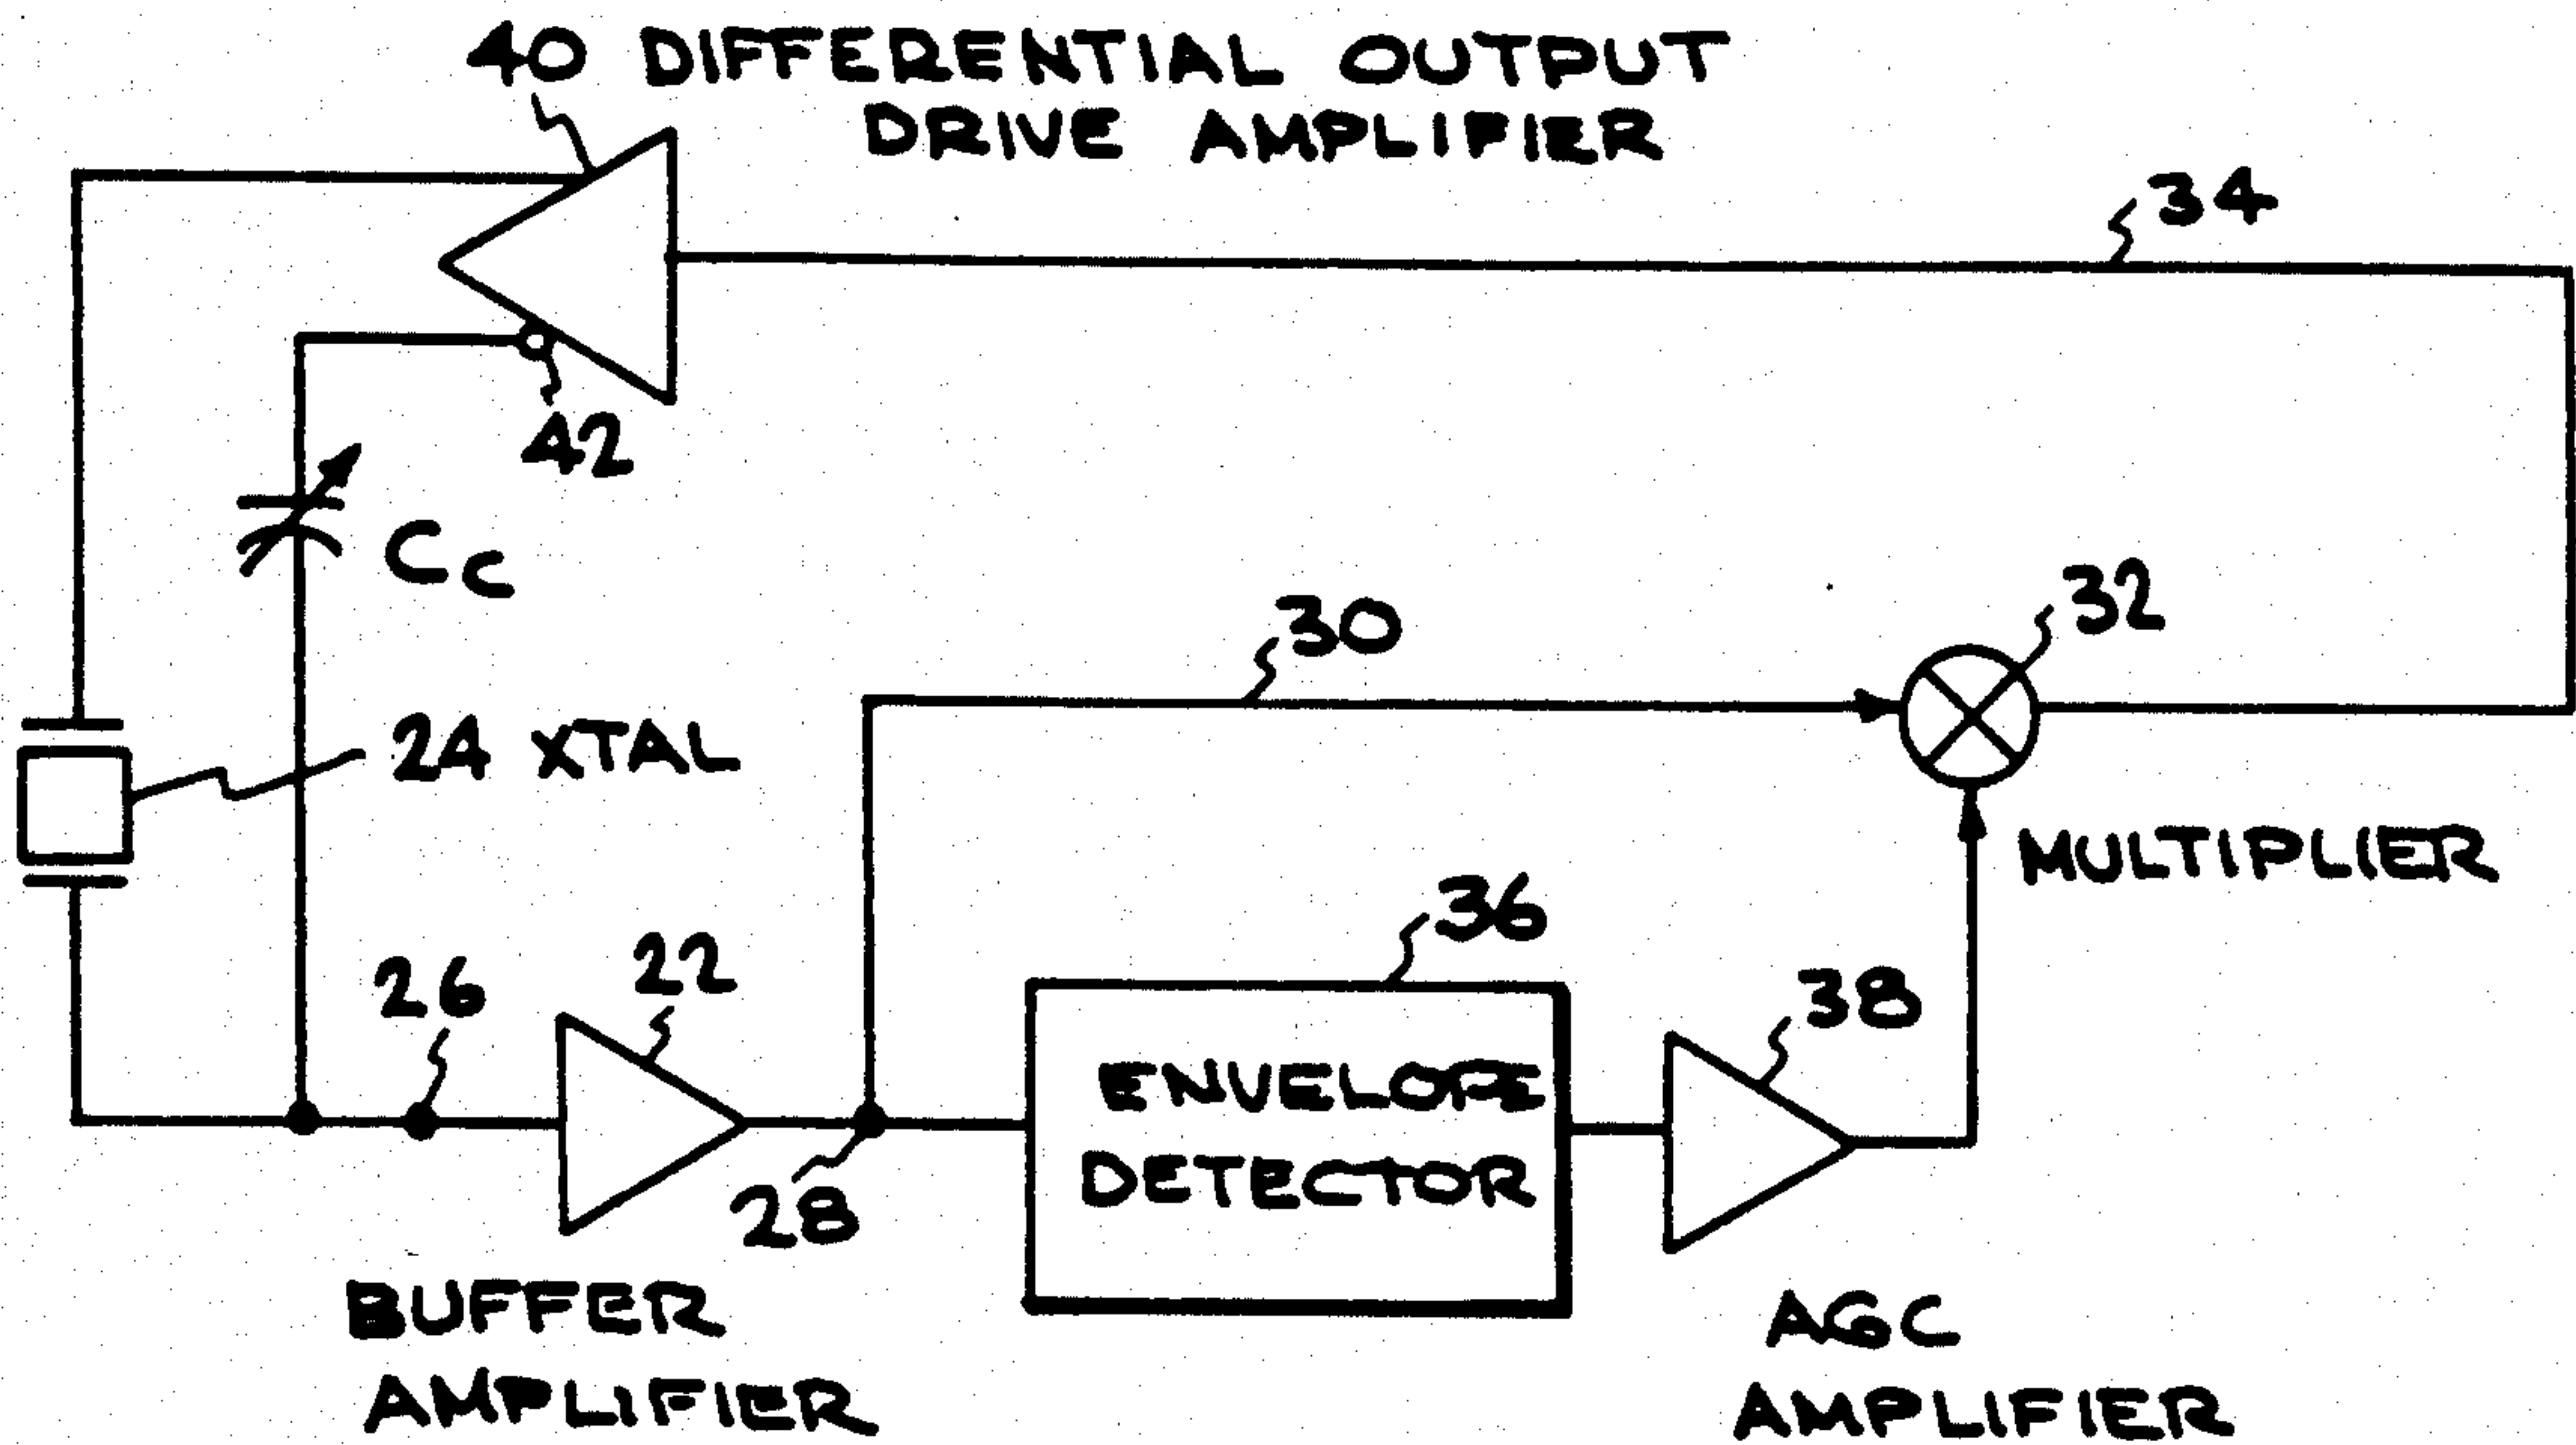 40 DIFFERENTIAL OUTPUT
DRIVE AMPLIFIER
34
42
Cc
30
32
24 XTAL
MULTIPLIER
36
22
26
38
ENVELOPE
DETECTOR
28
BUFFER
AMPLIFIER
AGC
AMPLIFIER